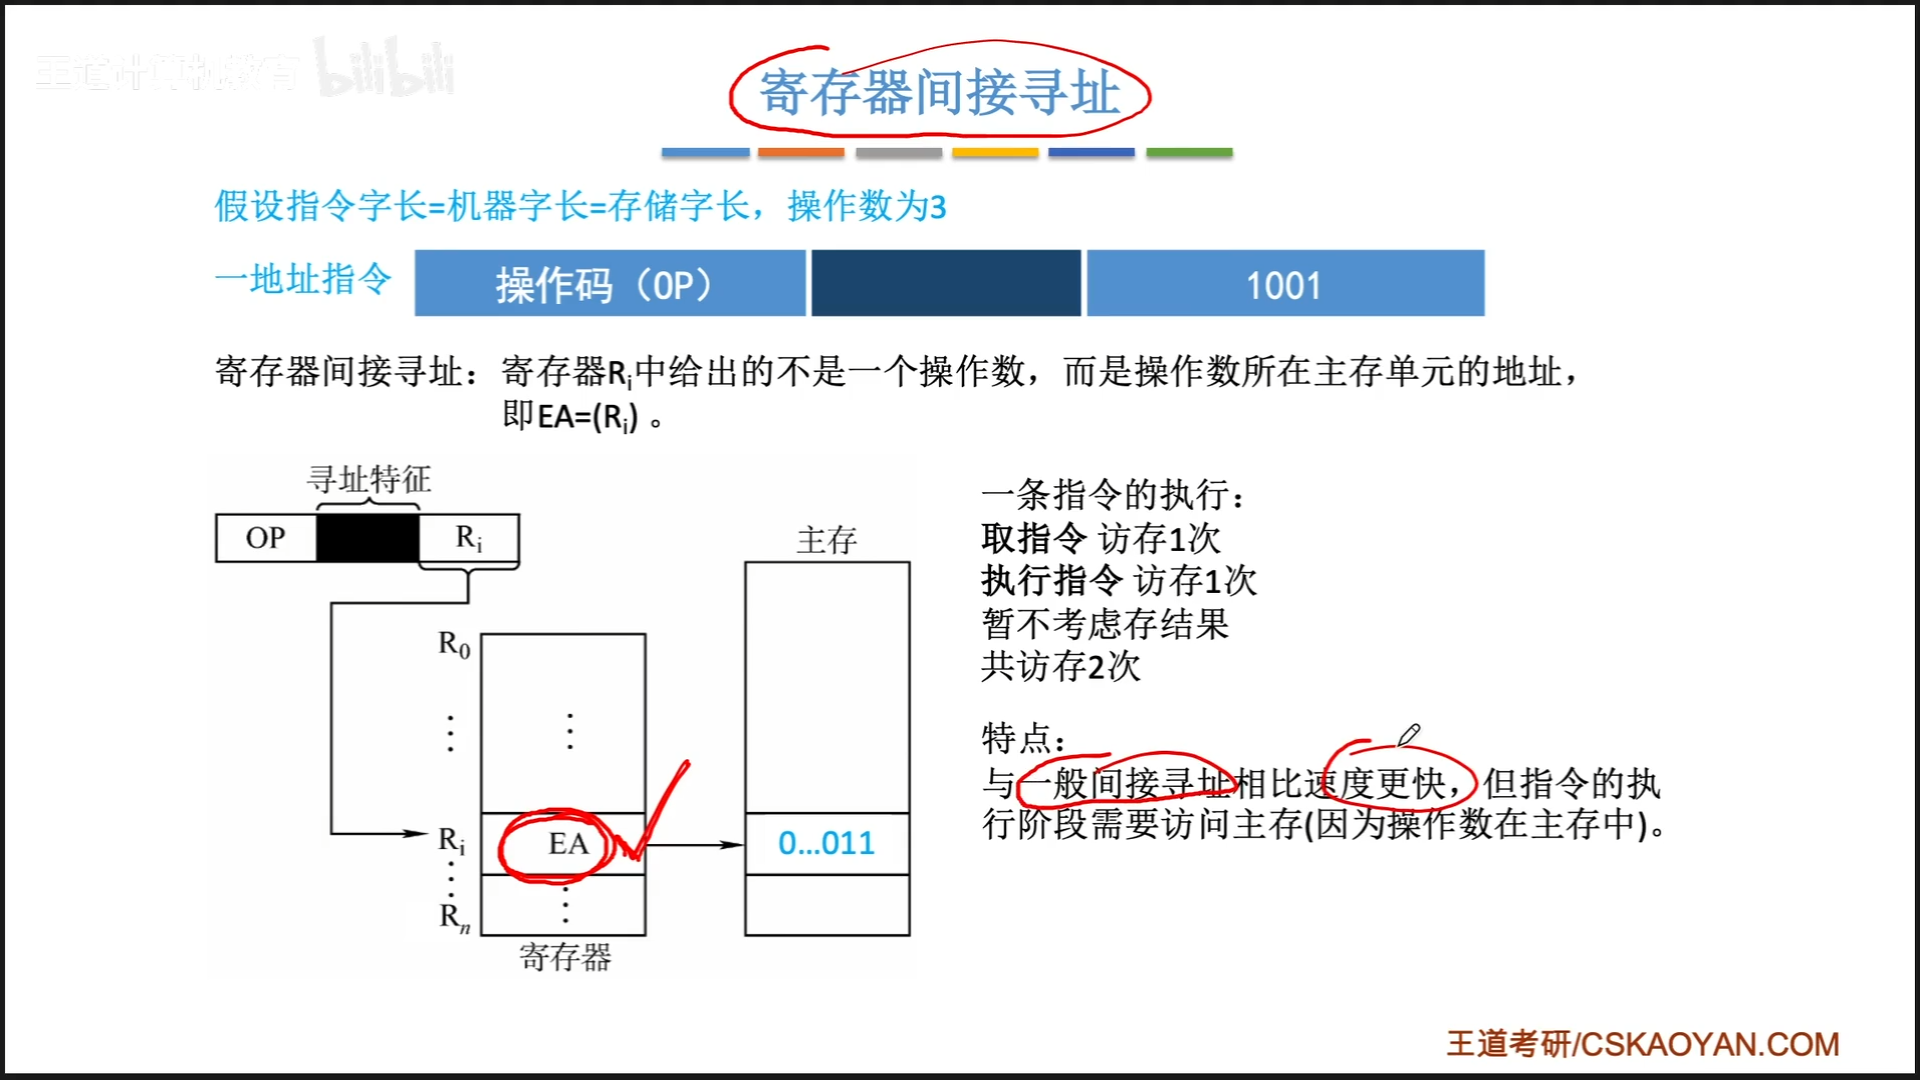 王道计算机教育 bilibili
寄存器间接寻址
假设指令字长=机器字长=存储字长，操作数为3
一地址指令 操作码（OP） 1001
寄存器间接寻址：寄存器Ri中给出的不是一个操作数，而是操作数所在主存单元的地址，
即EA=(Ri) 。
寻址特征
OP Ri
主存
R0
⋮ ⋮
Ri EA 0...011
⋮
Rn ⋮
寄存器
一条指令的执行：
取指令 访存1次
执行指令 访存1次
暂不考虑存结果
共访存2次
特点：
与一般间接寻址相比速度更快，但指令的执
行阶段需要访问主存(因为操作数在主存中)。
王道考研/CSKAOYAN.COM